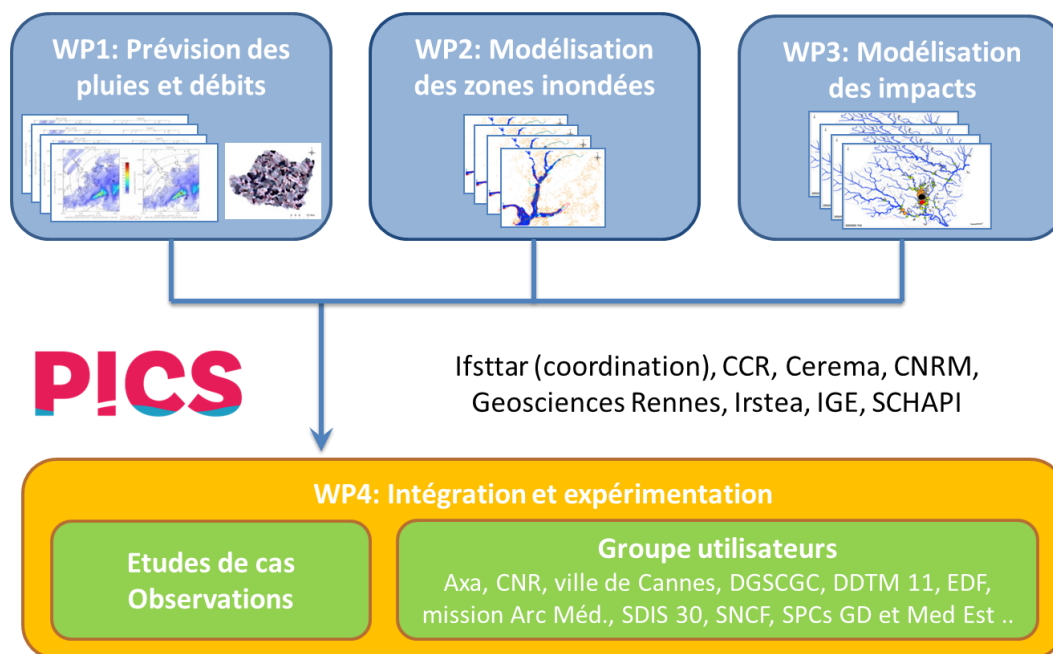 WP1: Prévision des
pluies et débits
WP2: Modélisation
des zones inondées
WP3: Modélisation
des impacts
PICS
Ifsttar (coordination), CCR, Cerema, CNRM,
Geosciences Rennes, Irstea, IGE, SCHAPI
WP4: Intégration et expérimentation
Etudes de cas
Observations
Groupe utilisateurs
Axa, CNR, ville de Cannes, DGSCGC, DDTM 11, EDF,
mission Arc Méd., SDIS 30, SNCF, SPCs GD et Med Est ..